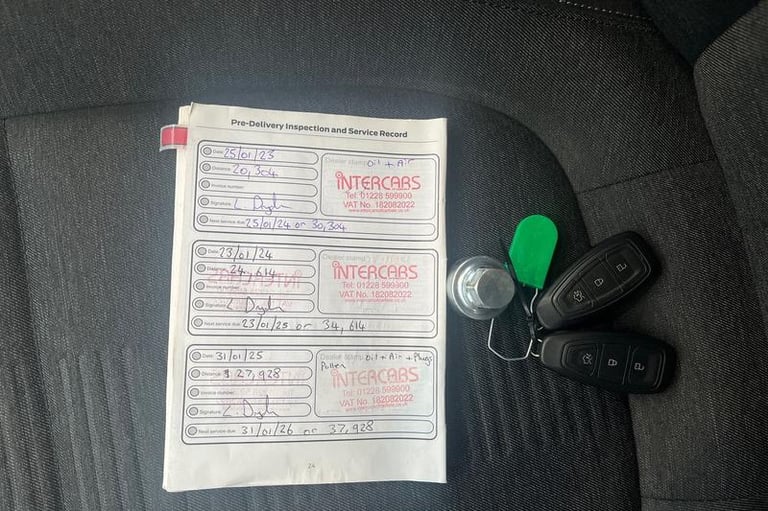 Pre-Delivery Inspection and Service Record
Date: 25/01/23
Distance: 20,304
Invoice number:
Signature:
Next service due: 25/01/24 or 30,304
Dealer stamp Oil + Air
INTERCARS
Tel: 01228 599900
VAT No. 182082022
Date: 23/01/24
Distance: 24,614
Invoice number:
Signature:
Next service due: 23/01/25 or 34,614
Dealer stamp
INTERCARS
Tel: 01228 599900
VAT No. 182082022
Date: 31/01/25
Distance: 27,928
Invoice number:
Signature:
Next service due: 31/01/26 or 37,928
Dealer stamp Oil + Air + Plugs
Pollen
INTERCARS
Tel: 01228 599900
VAT No. 182082022
24